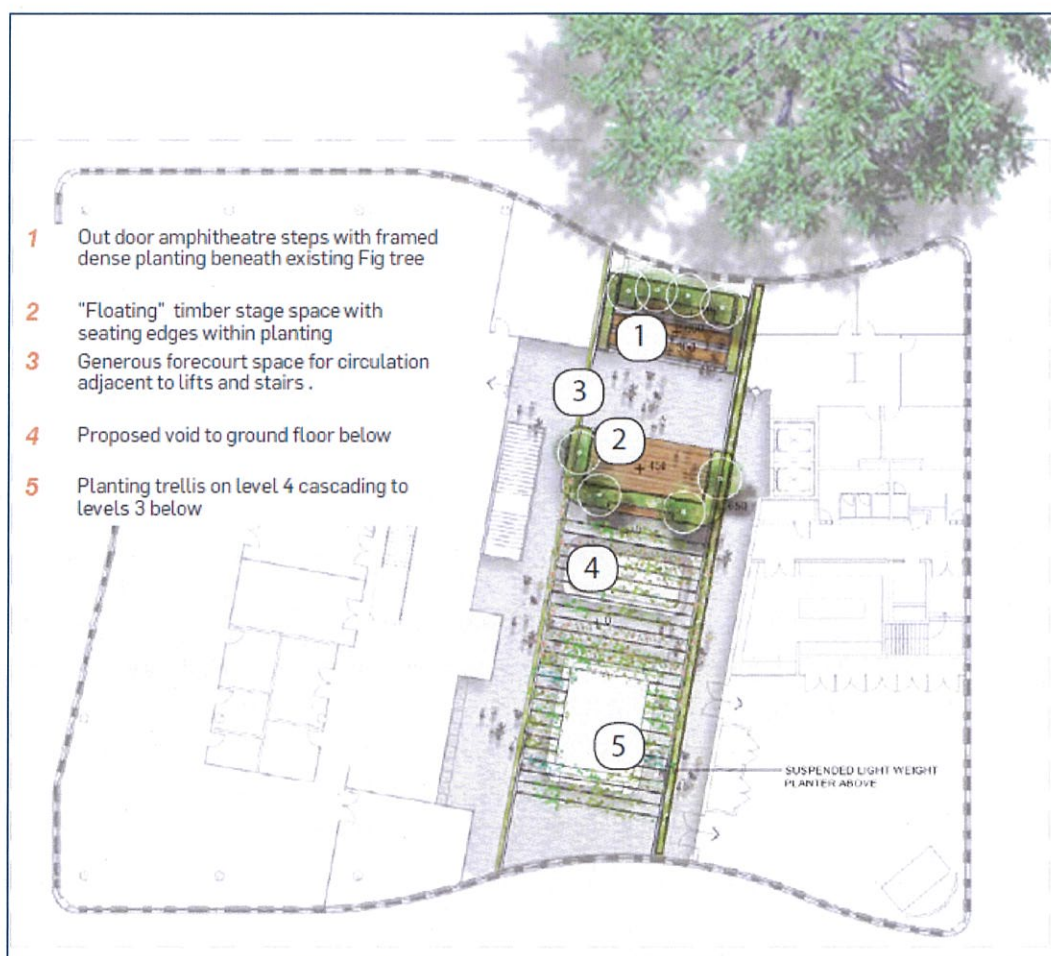 1 Out door amphitheatre steps with framed
dense planting beneath existing Fig tree
2 "Floating" timber stage space with
seating edges within planting
3 Generous forecourt space for circulation
adjacent to lifts and stairs .
4 Proposed void to ground floor below
5 Planting trellis on level 4 cascading to
levels 3 below
1
3
2
4
5
SUSPENDED LIGHT WEIGHT
PLANTER ABOVE